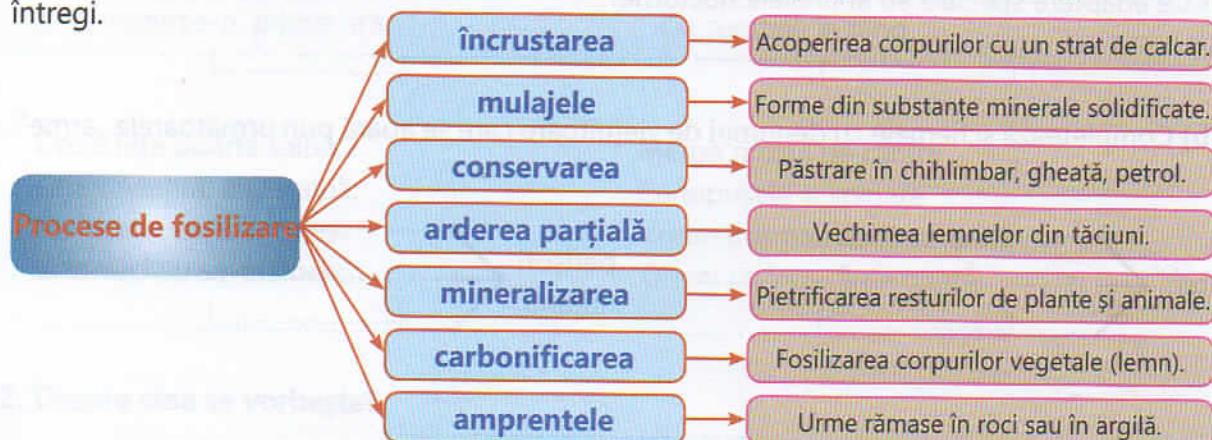 întregi.
Procese de fosilizare
încrustarea
Acoperirea corpurilor cu un strat de calcar.
mulajele
Forme din substanțe minerale solidificate.
conservarea
Păstrare în chihlimbar, gheață, petrol.
arderea parțială
Vechimea lemnelor din tăciuni.
mineralizarea
Pietrificarea resturilor de plante și animale.
carbonificarea
Fosilizarea corpurilor vegetale (lemn).
amprentele
Urme rămase în roci sau în argilă.